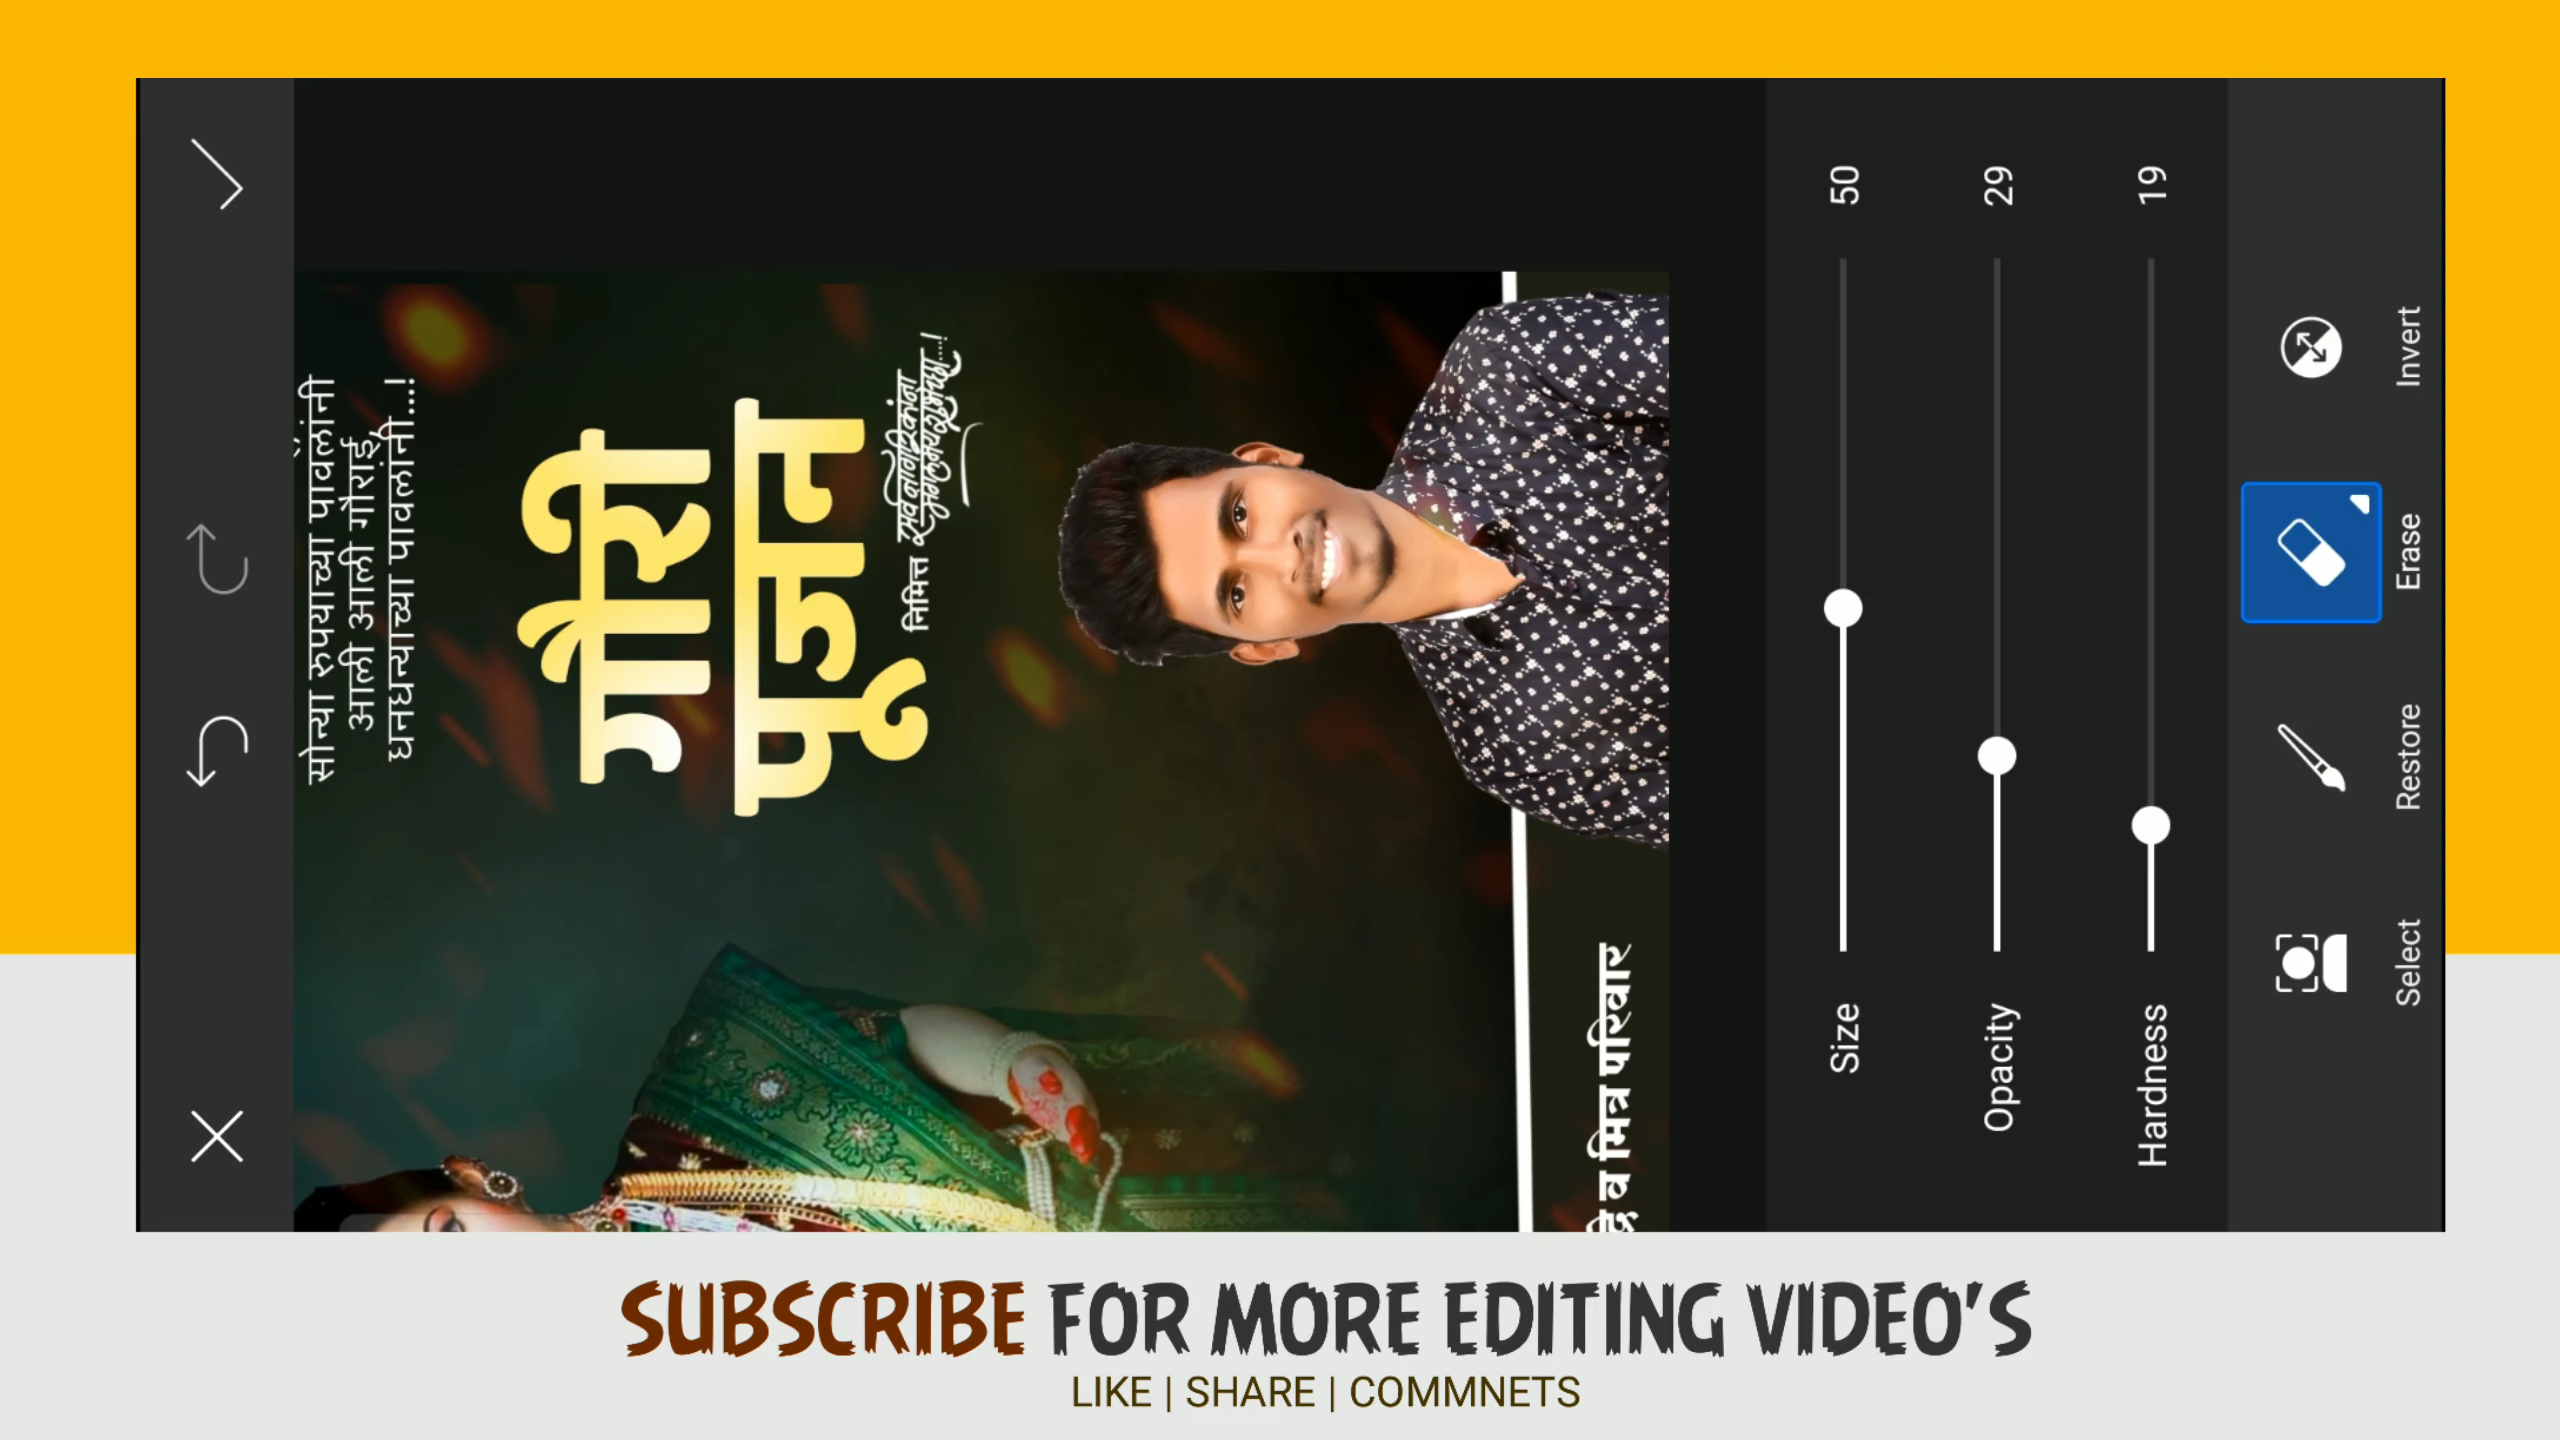 सोन्या रुपयाच्या पावलांनी
आली आली गौराई
धनधान्याच्या पावलांनी...!
गौरी
पूजन
निमित्त
व मित्र परिवार
Size 50
Opacity 29
Hardness 19
Select
Restore
Erase
Invert
SUBSCRIBE FOR MORE EDITING VIDEO'S
LIKE | SHARE | COMMNETS